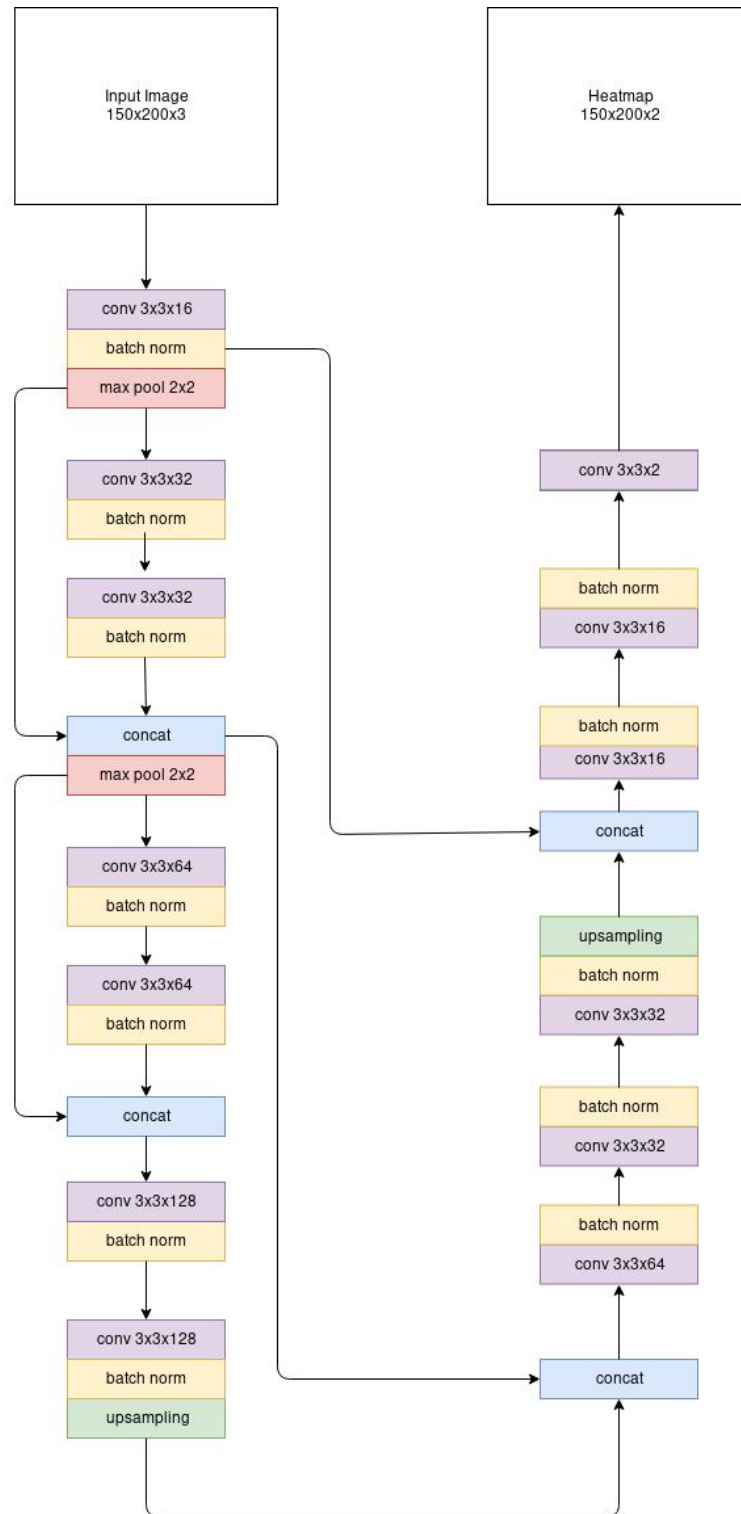 Input Image
150x200x3
conv 3x3x16
batch norm
max pool 2x2
conv 3x3x32
batch norm
conv 3x3x32
batch norm
concat
max pool 2x2
conv 3x3x64
batch norm
conv 3x3x64
batch norm
concat
conv 3x3x128
batch norm
conv 3x3x128
batch norm
upsampling
Heatmap
150x200x2
conv 3x3x2
batch norm
conv 3x3x16
batch norm
conv 3x3x16
concat
upsampling
batch norm
conv 3x3x32
batch norm
conv 3x3x32
batch norm
conv 3x3x64
concat